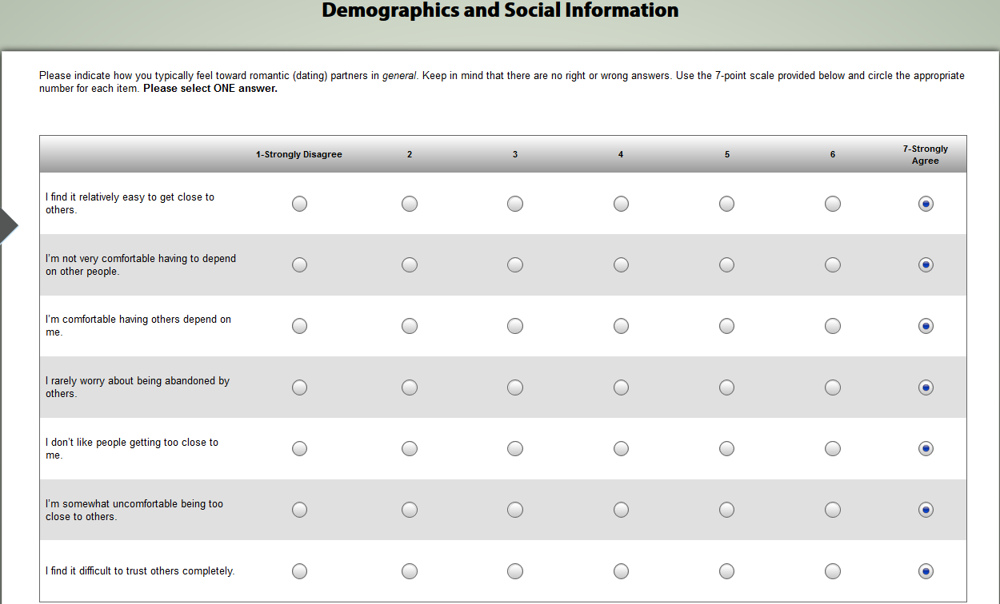 Demographics and Social Information
Please indicate how you typically feel toward romantic (dating) partners in general. Keep in mind that there are no right or wrong answers. Use the 7-point scale provided below and circle the appropriate
number for each item. Please select ONE answer.
1-Strongly Disagree 2 3 4 5 6 7-Strongly
Agree
I find it relatively easy to get close to
others.
I'm not very comfortable having to depend
on other people.
I'm comfortable having others depend on
me.
I rarely worry about being abandoned by
others.
I don't like people getting too close to
me.
I'm somewhat uncomfortable being too
close to others.
I find it difficult to trust others completely.